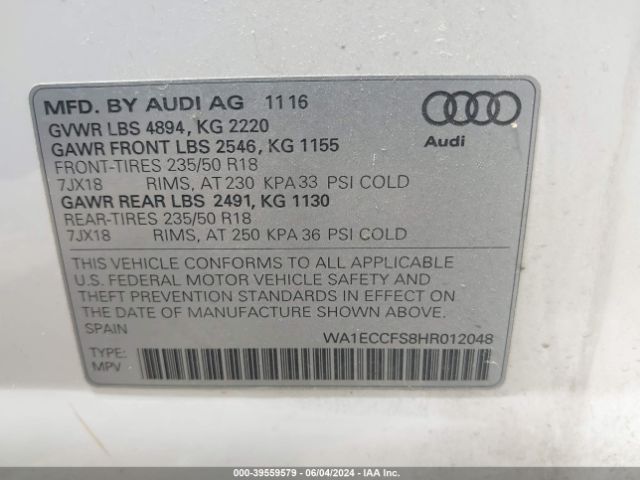 MFD. BY AUDI AG 11 16
GVWR LBS 4894, KG 2220
GAWR FRONT LBS 2546, KG 1155
FRONT-TIRES 235/50 R18
7JX18 RIMS, AT 230 KPA 33 PSI COLD
GAWR REAR LBS 2491, KG 1130
REAR-TIRES 235/50 R18
7JX18 RIMS, AT 250 KPA 36 PSI COLD
Audi
THIS VEHICLE CONFORMS TO ALL APPLICABLE
U.S. FEDERAL MOTOR VEHICLE SAFETY AND
THEFT PREVENTION STANDARDS IN EFFECT ON
THE DATE OF MANUFACTURE SHOWN ABOVE.
SPAIN WA1ECCFS8HR012048
TYPE:
MPV
000-39559579 - 06/04/2024 - IAA Inc.